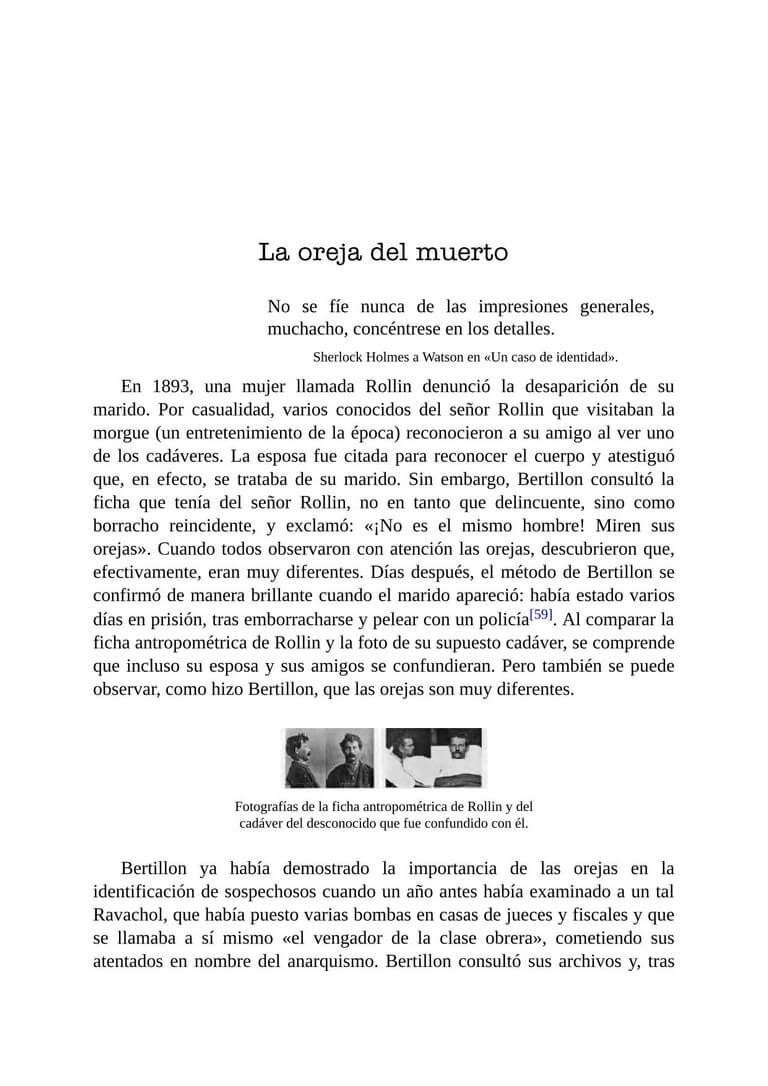 La oreja del muerto
No se fíe nunca de las impresiones generales,
muchacho, concéntrese en los detalles.
Sherlock Holmes a Watson en «Un caso de identidad».
En 1893, una mujer llamada Rollin denunció la desaparición de su
marido. Por casualidad, varios conocidos del señor Rollin que visitaban la
morgue (un entretenimiento de la época) reconocieron a su amigo al ver uno
de los cadáveres. La esposa fue citada para reconocer el cuerpo y atestiguó
que, en efecto, se trataba de su marido. Sin embargo, Bertillon consultó la
ficha que tenía del señor Rollin, no en tanto que delincuente, sino como
borracho reincidente, y exclamó: «¡No es el mismo hombre! Miren sus
orejas». Cuando todos observaron con atención las orejas, descubrieron que,
efectivamente, eran muy diferentes. Días después, el método de Bertillon se
confirmó de manera brillante cuando el marido apareció: había estado varios
días en prisión, tras emborracharse y pelear con un policía[59]. Al comparar la
ficha antropométrica de Rollin y la foto de su supuesto cadáver, se comprende
que incluso su esposa y sus amigos se confundieran. Pero también se puede
observar, como hizo Bertillon, que las orejas son muy diferentes.
Fotografías de la ficha antropométrica de Rollin y del
cadáver del desconocido que fue confundido con él.
Bertillon ya había demostrado la importancia de las orejas en la
identificación de sospechosos cuando un año antes había examinado a un tal
Ravachol, que había puesto varias bombas en casas de jueces y fiscales y que
se llamaba a sí mismo «el vengador de la clase obrera», cometiendo sus
atentados en nombre del anarquismo. Bertillon consultó sus archivos y, tras